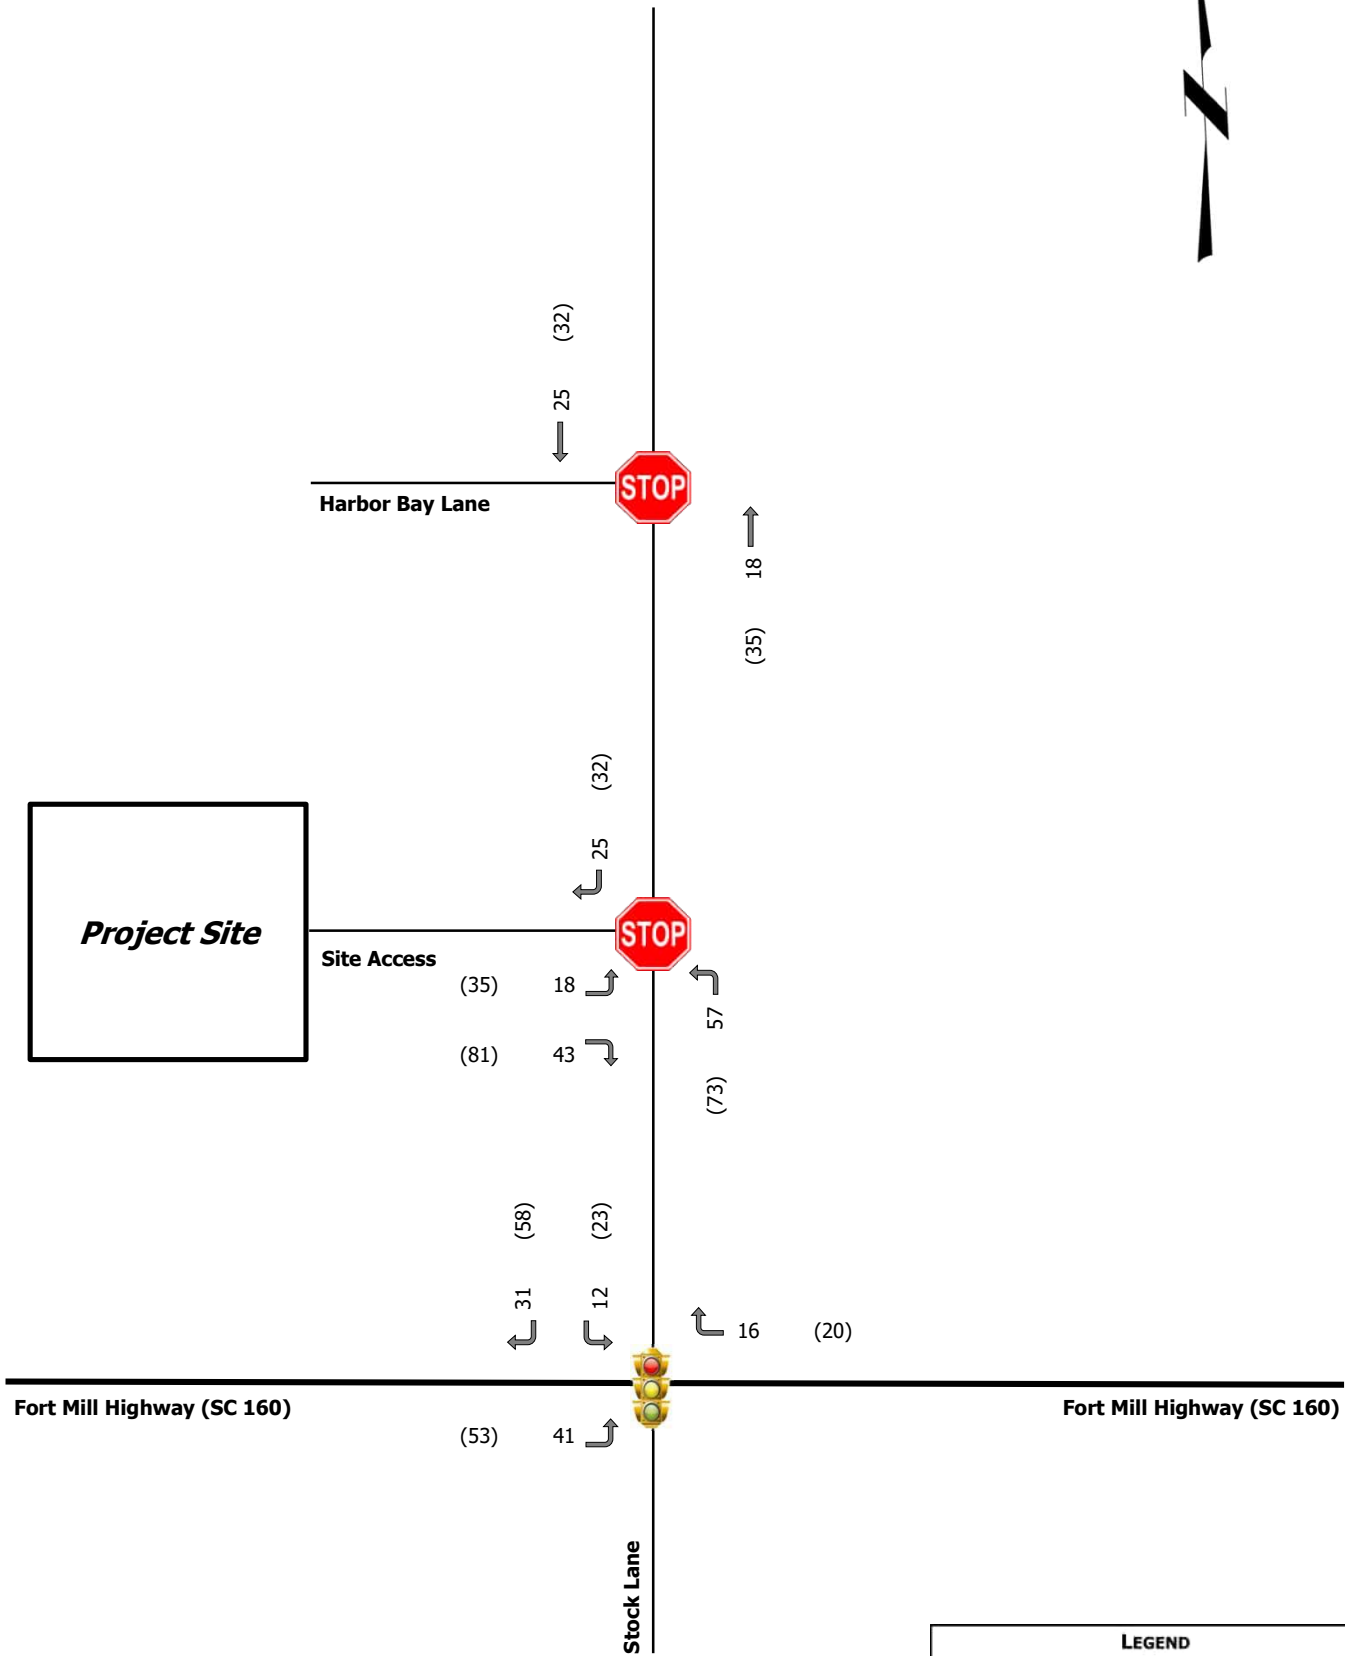 (32)
25
STOP
Harbor Bay Lane
18
(35)
(32)
25
Project Site
STOP
Site Access
(35) 18
57
(81) 43
(73)
(58) (23)
31 12
16 (20)
Fort Mill Highway (SC 160)
Fort Mill Highway (SC 160)
(53) 41
Stock Lane
LEGEND